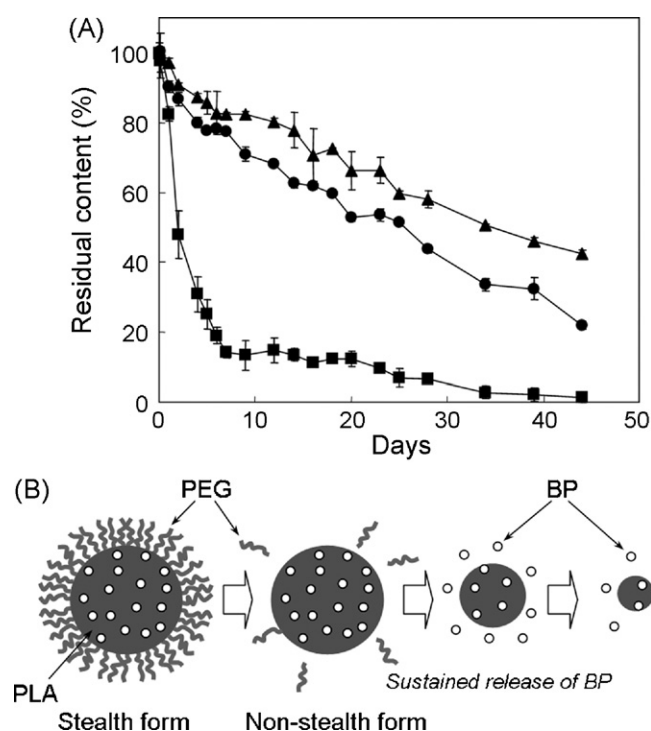 (A)
100
80
60
40
20
0
Residual content (%)
0 10 20 30 40 50
Days
(B)
PEG BP
PLA
Sustained release of BP
Stealth form Non-stealth form